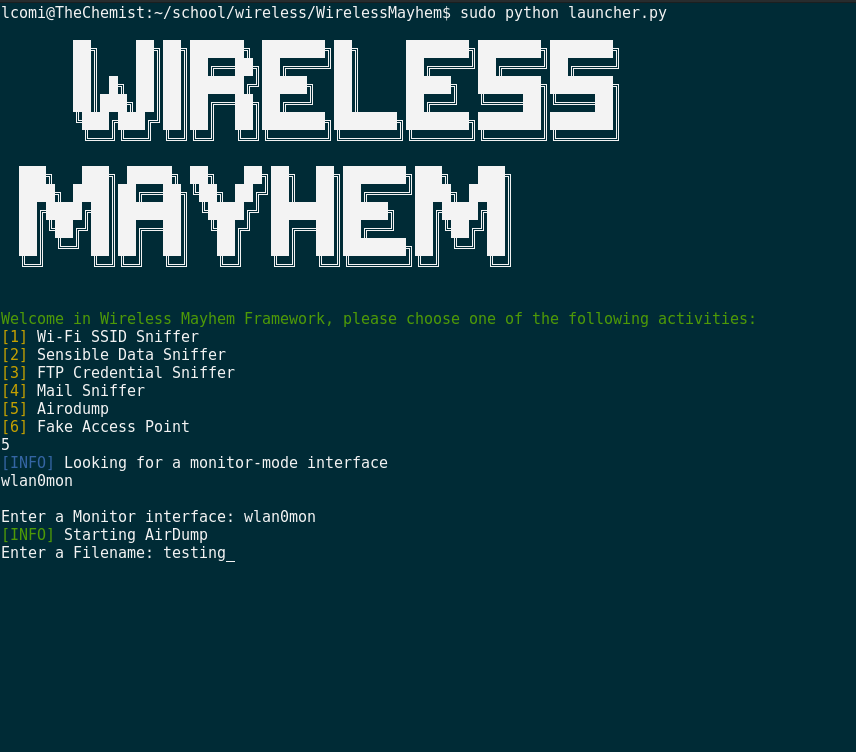 lcomi@TheChemist:~/school/wireless/WirelessMayhem$ sudo python launcher.py
WIRELESS
MAYHEM
Welcome in Wireless Mayhem Framework, please choose one of the following activities:
[1] Wi-Fi SSID Sniffer
[2] Sensible Data Sniffer
[3] FTP Credential Sniffer
[4] Mail Sniffer
[5] Airodump
[6] Fake Access Point
5
[INFO] Looking for a monitor-mode interface
wlan0mon
Enter a Monitor interface: wlan0mon
[INFO] Starting AirDump
Enter a Filename: testing_